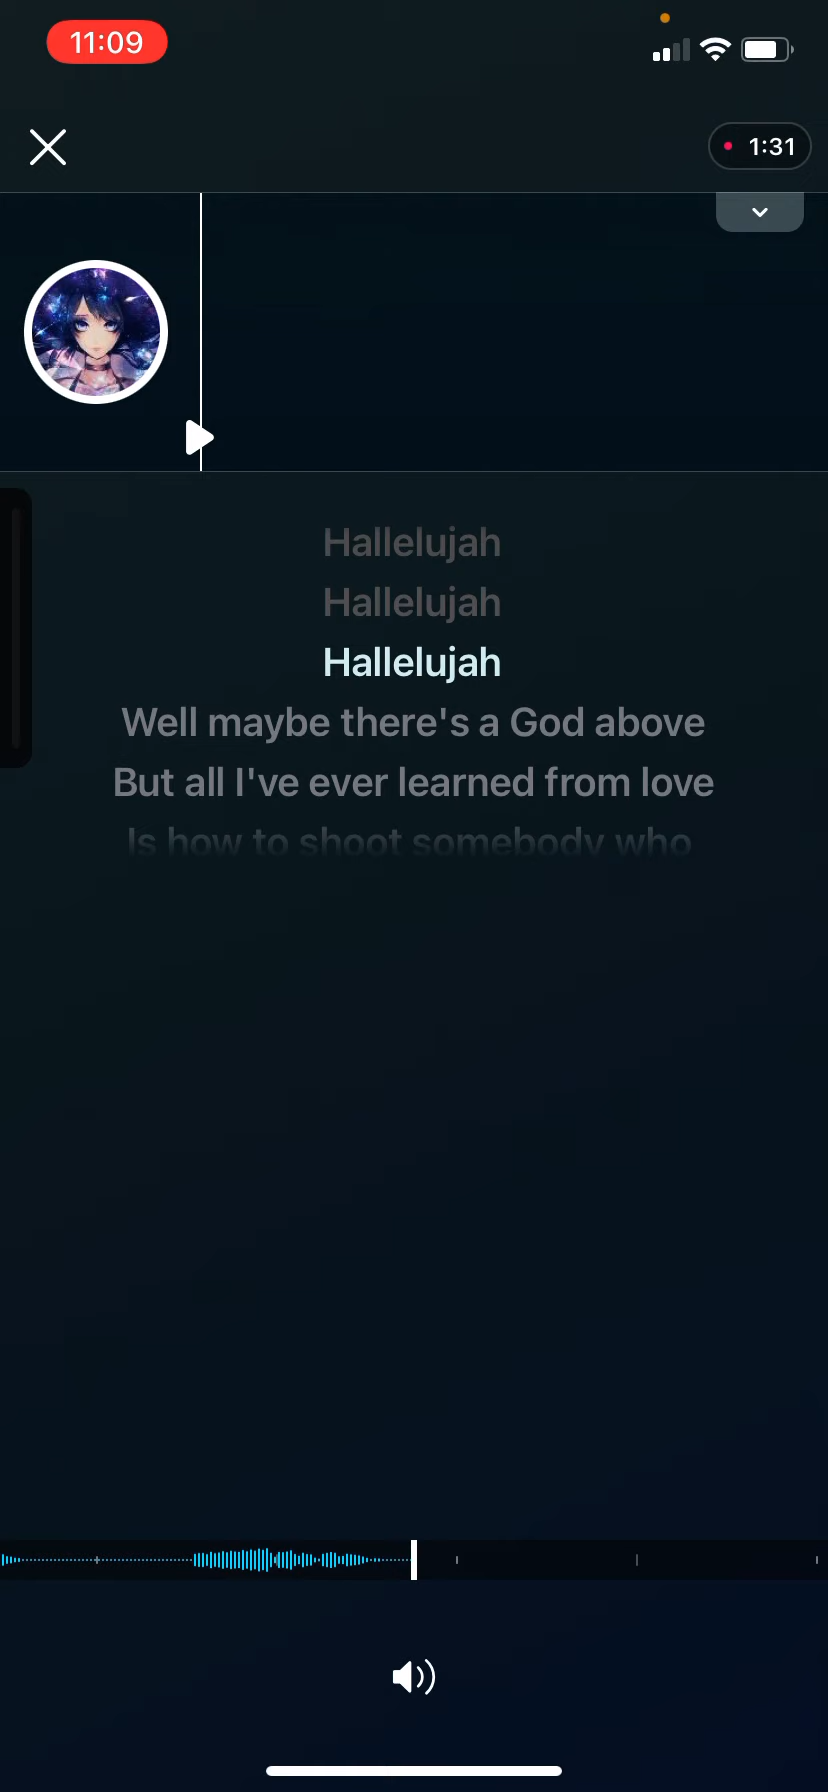 11:09
1:31
Hallelujah
Hallelujah
Hallelujah
Well maybe there's a God above
But all I've ever learned from love
Is how to shoot somebody who